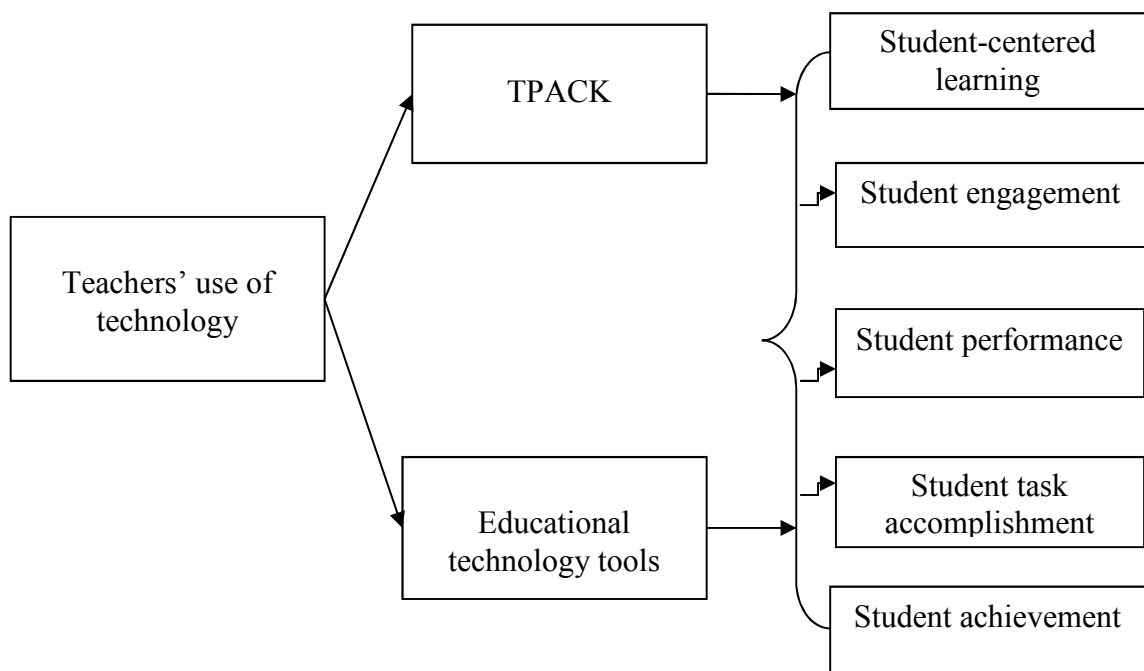 Teachers’ use of
technology
TPACK
Educational
technology tools
Student-centered
learning
Student engagement
Student performance
Student task
accomplishment
Student achievement